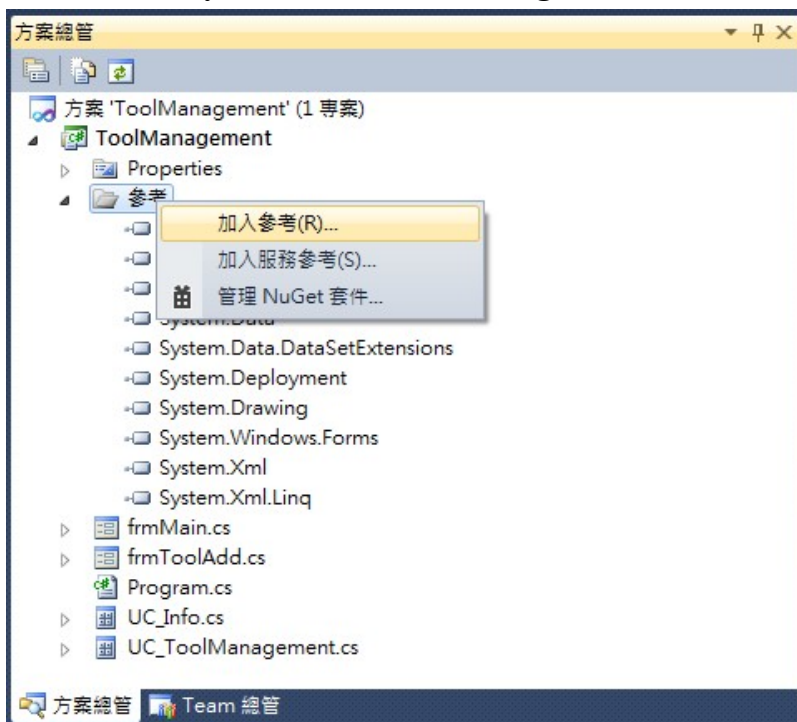 方案總管
方案 'ToolManagement' (1 專案)
ToolManagement
Properties
參考
加入參考(R)...
加入服務參考(S)...
管理 NuGet 套件...
System.Data
System.Data.DataSetExtensions
System.Deployment
System.Drawing
System.Windows.Forms
System.Xml
System.Xml.Linq
frmMain.cs
frmToolAdd.cs
Program.cs
UC_Info.cs
UC_ToolManagement.cs
方案總管 Team 總管